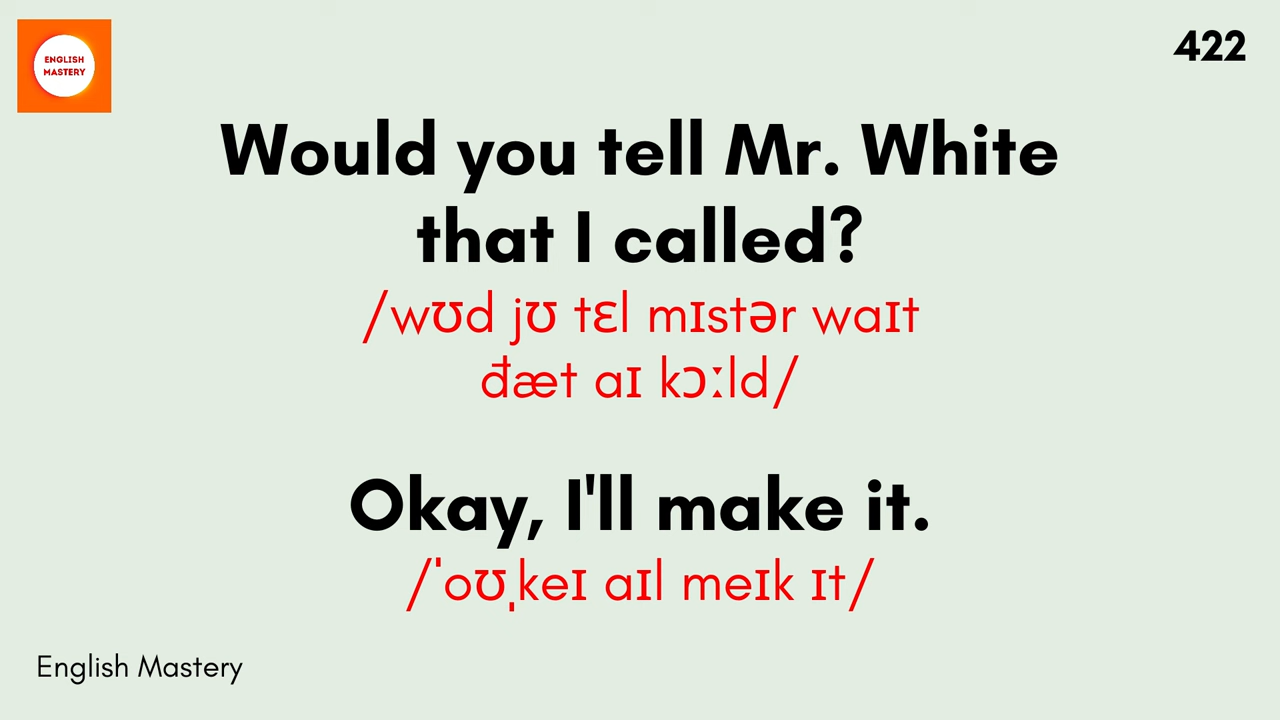 ENGLISH
MASTERY
422
Would you tell Mr. White
that I called?
/wʊd jʊ tɛl mɪstər waɪt
đæt aɪ kɔːld/
Okay, I'll make it.
/ˈoʊˌkeɪ aɪl meɪk ɪt/
English Mastery